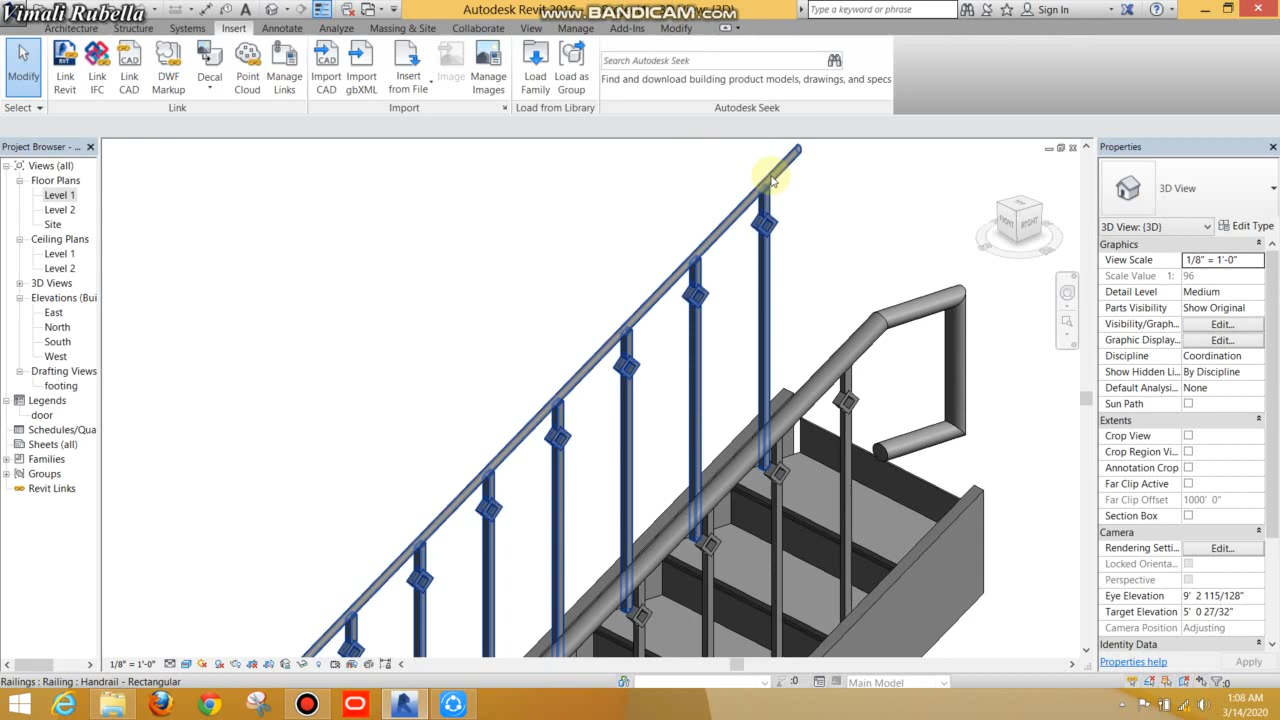 Vimali Rubella
Autodesk Revit 2016
www.BANDICAM.com
Type a keyword or phrase
Sign In
Architecture Structure Systems Insert Annotate Analyze Massing & Site Collaborate View Manage Add-Ins Modify
Modify
Link Revit
Link IFC
Link CAD
DWF Markup
Decal
Point Cloud
Manage Links
Import CAD
Import gbXML
Insert from File
Image
Manage Images
Load Family
Load as Group
Autodesk Seek
Find and download building product models, drawings, and specs
Select
Link
Import
Load from Library
Autodesk Seek
Project Browser - ...
Views (all)
Floor Plans
Level 1
Level 2
Site
Ceiling Plans
Level 1
Level 2
3D Views
Elevations (Bui
East
North
South
West
Drafting Views
footing
Legends
door
Schedules/Qua
Sheets (all)
Families
Groups
Revit Links
FRONT
RIGHT
Properties
3D View
3D View: {3D}
Edit Type
Graphics
View Scale 1/8" = 1'-0"
Scale Value 1: 96
Detail Level Medium
Parts Visibility Show Original
Visibility/Graph... Edit...
Graphic Display... Edit...
Discipline Coordination
Show Hidden Li... By Discipline
Default Analysi... None
Sun Path
Extents
Crop View
Crop Region Vi...
Annotation Crop
Far Clip Active
Far Clip Offset 1000' 0"
Section Box
Camera
Rendering Setti... Edit...
Locked Orienta...
Perspective
Eye Elevation 9' 2 115/128"
Target Elevation 5' 0 27/32"
Camera Position Adjusting
Identity Data
Properties help
Apply
1/8" = 1'-0"
Railings : Railing : Handrail - Rectangular
:0
Main Model
:0
1:08 AM
3/14/2020